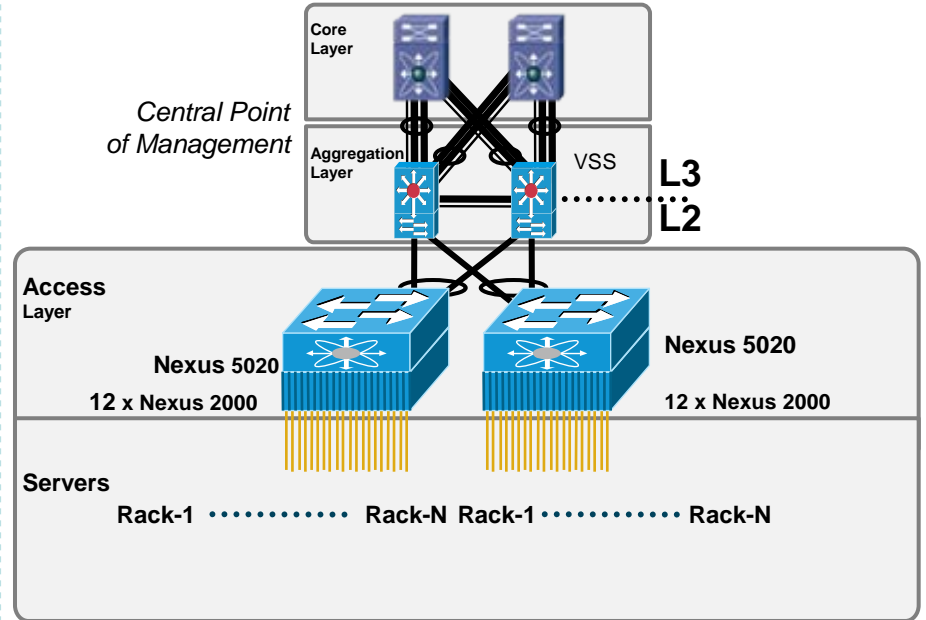 Core
Layer
Central Point
of Management
Aggregation
Layer
VSS
L3
L2
Access
Layer
Nexus 5020
Nexus 5020
12 x Nexus 2000
12 x Nexus 2000
Servers
Rack-1
Rack-N
Rack-1
Rack-N